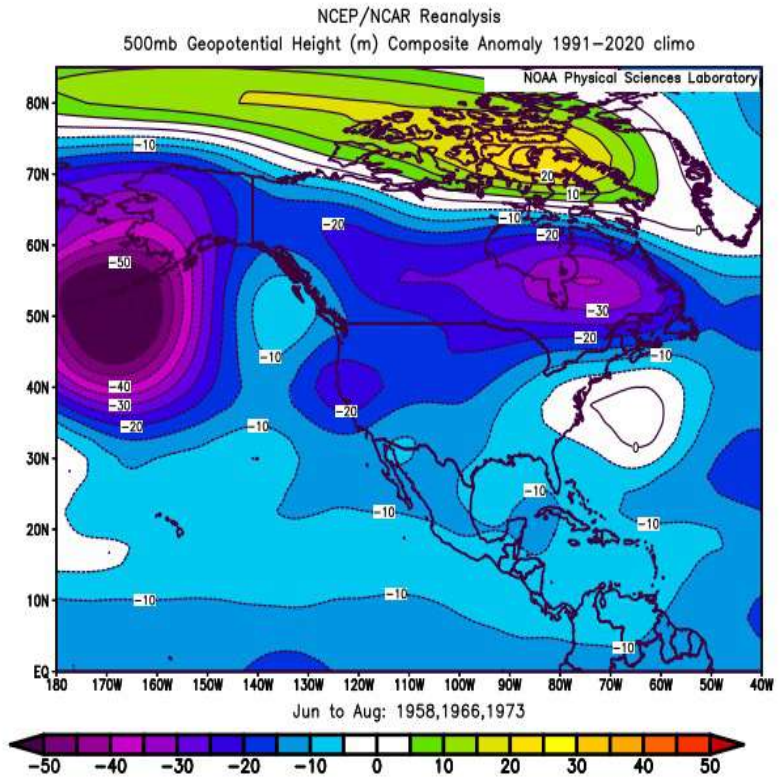 NCEP/NCAR Reanalysis
500mb Geopotential Height (m) Composite Anomaly 1991–2020 climo
NOAA Physical Sciences Laboratory
80N
-10
70N
20
10
-20
-10
0
60N
-20
-50
-30
50N
-10
-20
-10
40N
-40
-30
-20
-20
-10
0
30N
-10
-10
-10
20N
10N
-10
-10
-10
EQ
180 170W 160W 150W 140W 130W 120W 110W 100W 90W 80W 70W 60W 50W 40W
Jun to Aug: 1958,1966,1973
-50 -40 -30 -20 -10 0 10 20 30 40 50